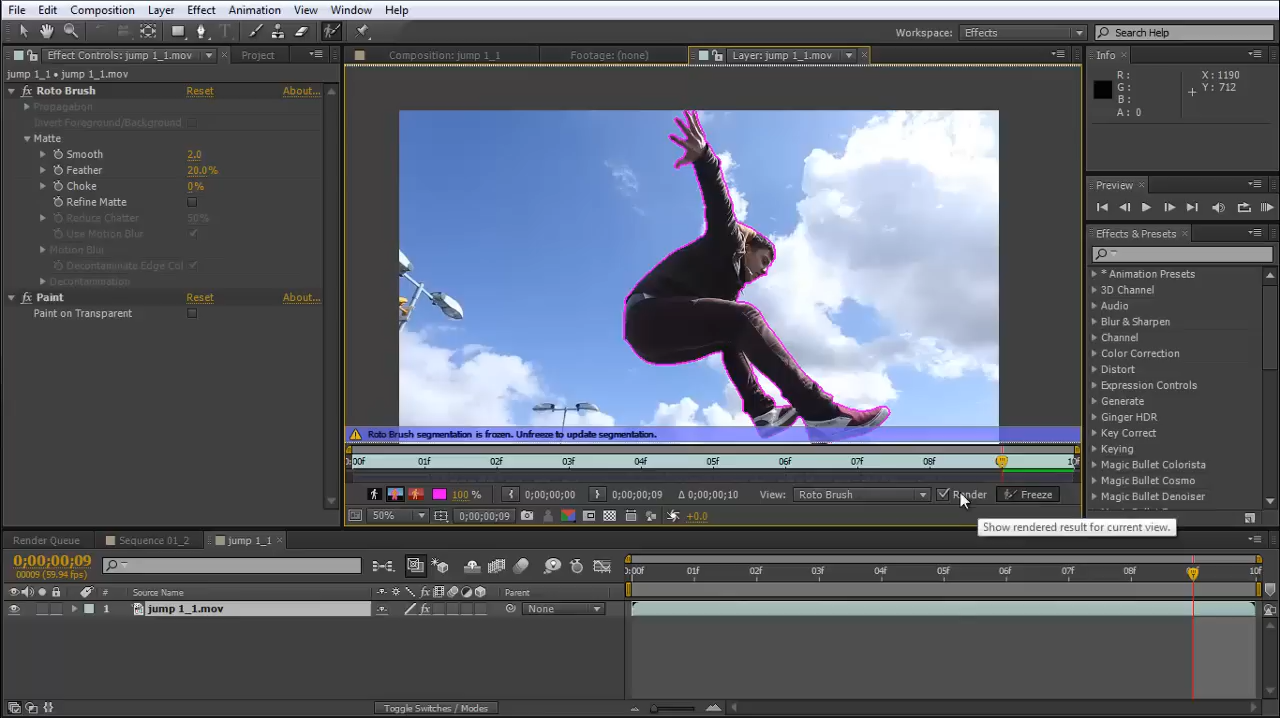 File Edit Composition Layer Effect Animation View Window Help
Workspace: Effects Search Help
Effect Controls: jump 1_1.mov Project
Composition: jump 1_1 Footage: (none) Layer: jump 1_1.mov
Info
jump 1_1 • jump 1_1.mov
R: G: B: A: 0
X: 1190
Y: 712
Roto Brush Reset About...
Propagation
Invert Foreground/Background
Matte
Smooth 2.0
Feather 20.0%
Choke 0%
Refine Matte
Reduce Chatter 50%
Use Motion Blur
Motion Blur
Decontaminate Edge Col
Decontamination
Paint Reset About...
Paint on Transparent
Preview
Effects & Presets
* Animation Presets
3D Channel
Audio
Blur & Sharpen
Channel
Color Correction
Distort
Expression Controls
Generate
Ginger HDR
Key Correct
Keying
Magic Bullet Colorista
Magic Bullet Cosmo
Magic Bullet Denoiser
Roto Brush segmentation is frozen. Unfreeze to update segmentation.
:00f 01f 02f 03f 04f 05f 06f 07f 08f 10f
100 % 0;00;00;00 0;00;00;09 Δ 0;00;00;10 View: Roto Brush Render Freeze
50% 0;00;00;09 +0.0
Show rendered result for current view.
Render Queue Sequence 01_2 jump 1_1
0;00;00;09
00009 (59.94 fps)
:00f 01f 02f 03f 04f 05f 06f 07f 08f 10f
# Source Name Parent
1 jump 1_1.mov None
Toggle Switches / Modes